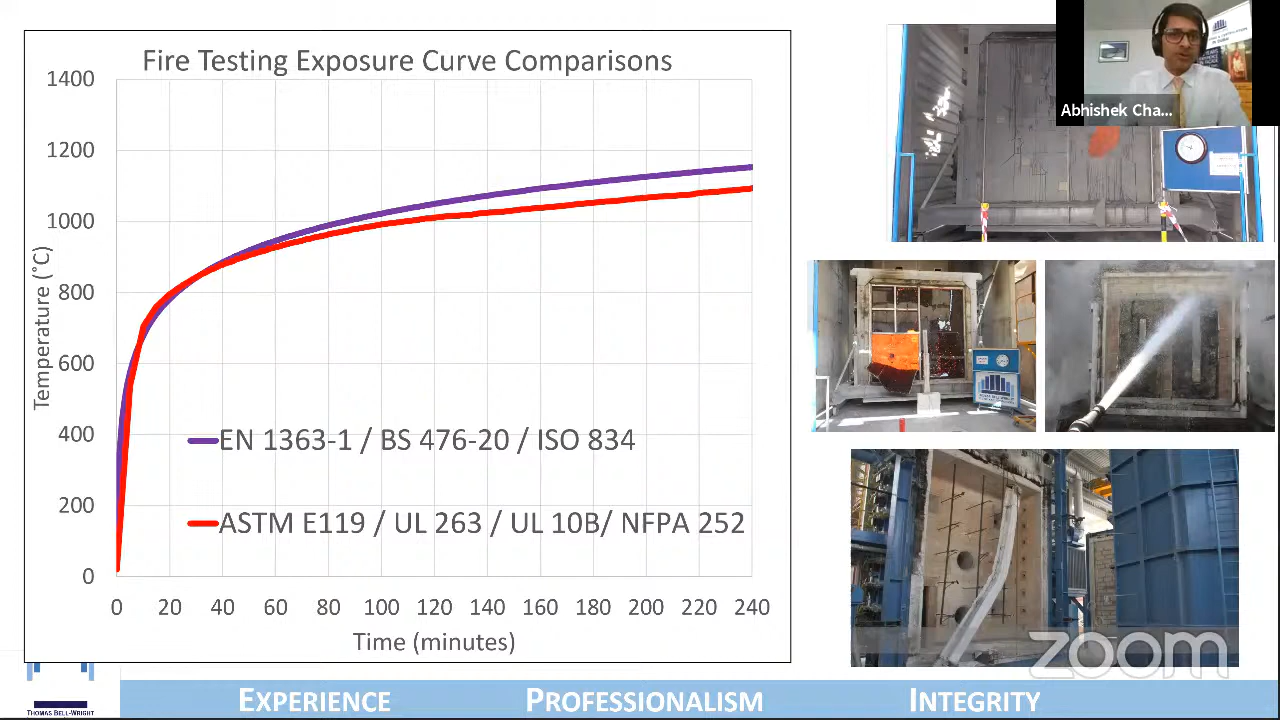 Fire Testing Exposure Curve Comparisons
1400
1200
1000
800
600
400
200
0
Temperature (˚C)
EN 1363-1 / BS 476-20 / ISO 834
ASTM E119 / UL 263 / UL 10B/ NFPA 252
0 20 40 60 80 100 120 140 160 180 200 220 240
Time (minutes)
Abhishek Cha...
zoom
THOMAS BELL-WRIGHT
EXPERIENCE PROFESSIONALISM INTEGRITY